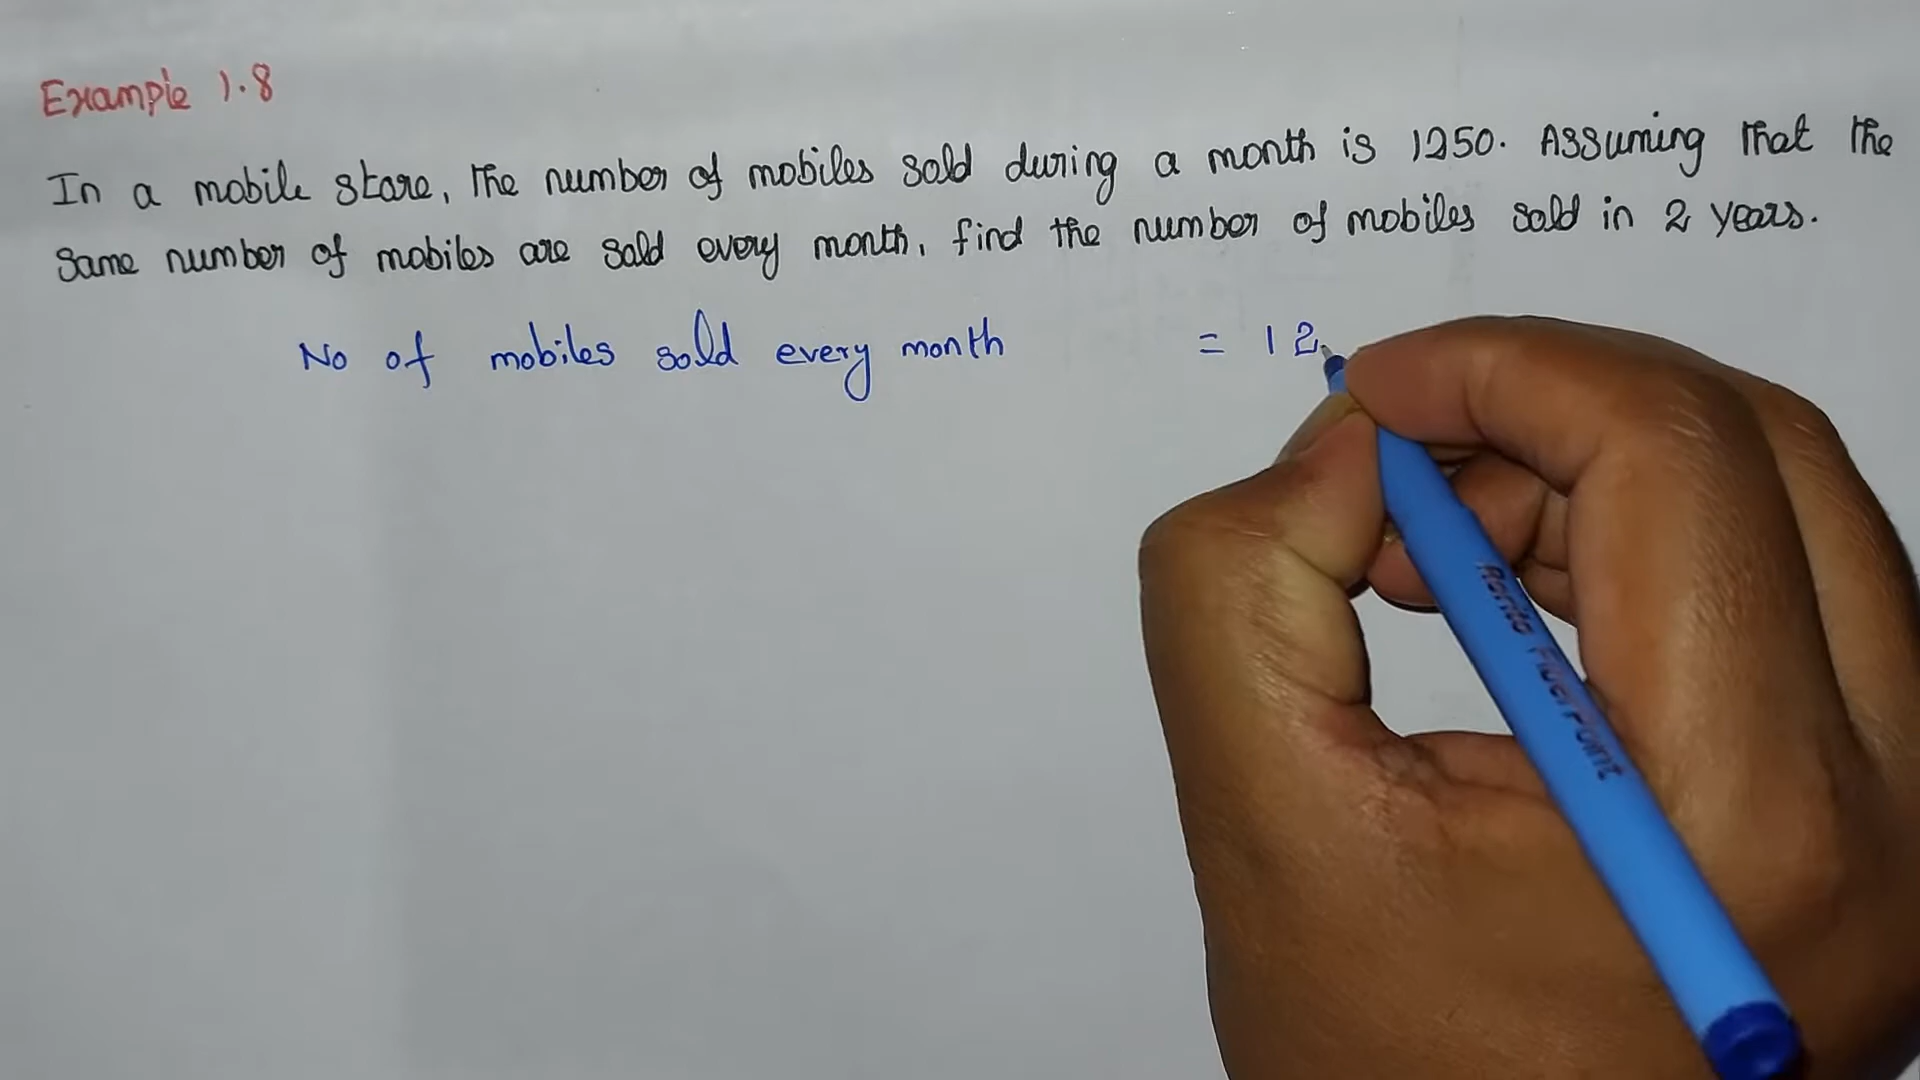 Example 1.8
In a mobile store, the number of mobiles sold during a month is 1250. Assuming that the
Same number of mobiles are sold every month, find the number of mobiles sold in 2 years.
No of mobiles sold every month = 12
Renito FiberPoint